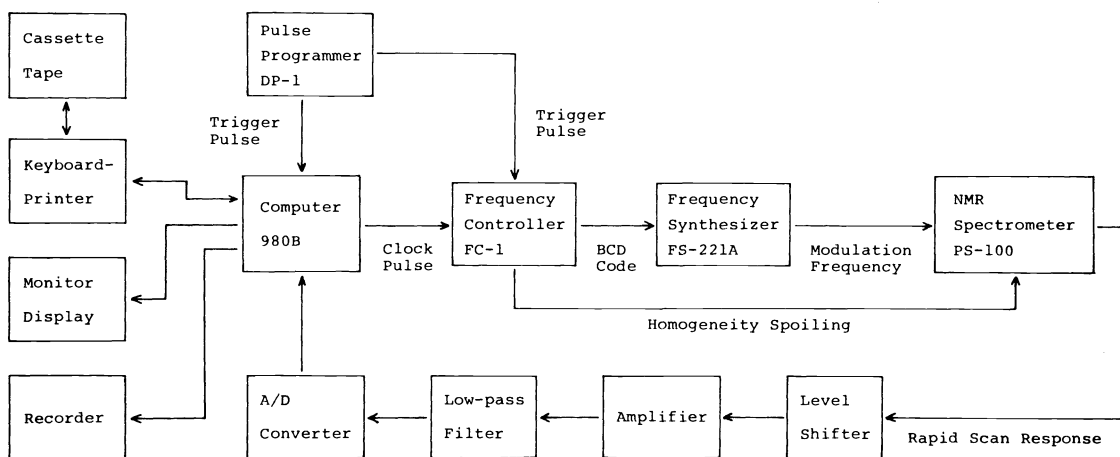 Cassette
Tape
Pulse
Programmer
DP-1
Trigger
Pulse
Trigger
Pulse
Keyboard-
Printer
Computer
980B
Clock
Pulse
Frequency
Controller
FC-1
BCD
Code
Frequency
Synthesizer
FS-221A
Modulation
Frequency
NMR
Spectrometer
PS-100
Monitor
Display
Homogeneity Spoiling
Recorder
A/D
Converter
Low-pass
Filter
Amplifier
Level
Shifter
Rapid Scan Response